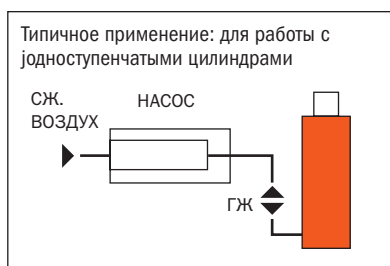 Типичное применение: для работы с
јодноступенчатыми цилиндрами
СЖ.
ВОЗДУХ
НАСОС
ГЖ